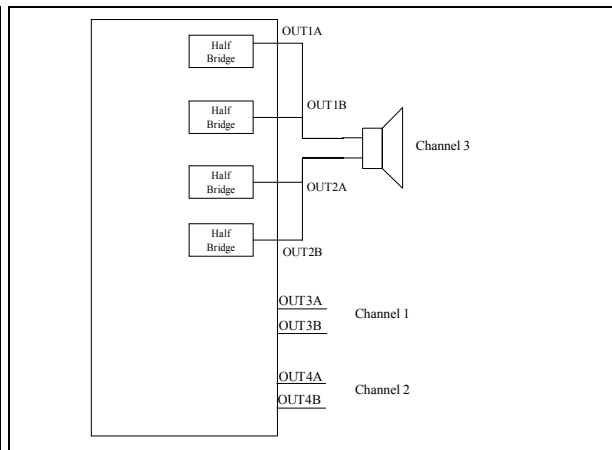 OUT1A
Half
Bridge
OUT1B
Half
Bridge
Channel 3
Half
Bridge
OUT2A
Half
Bridge
OUT2B
OUT3A
Channel 1
OUT3B
OUT4A
Channel 2
OUT4B